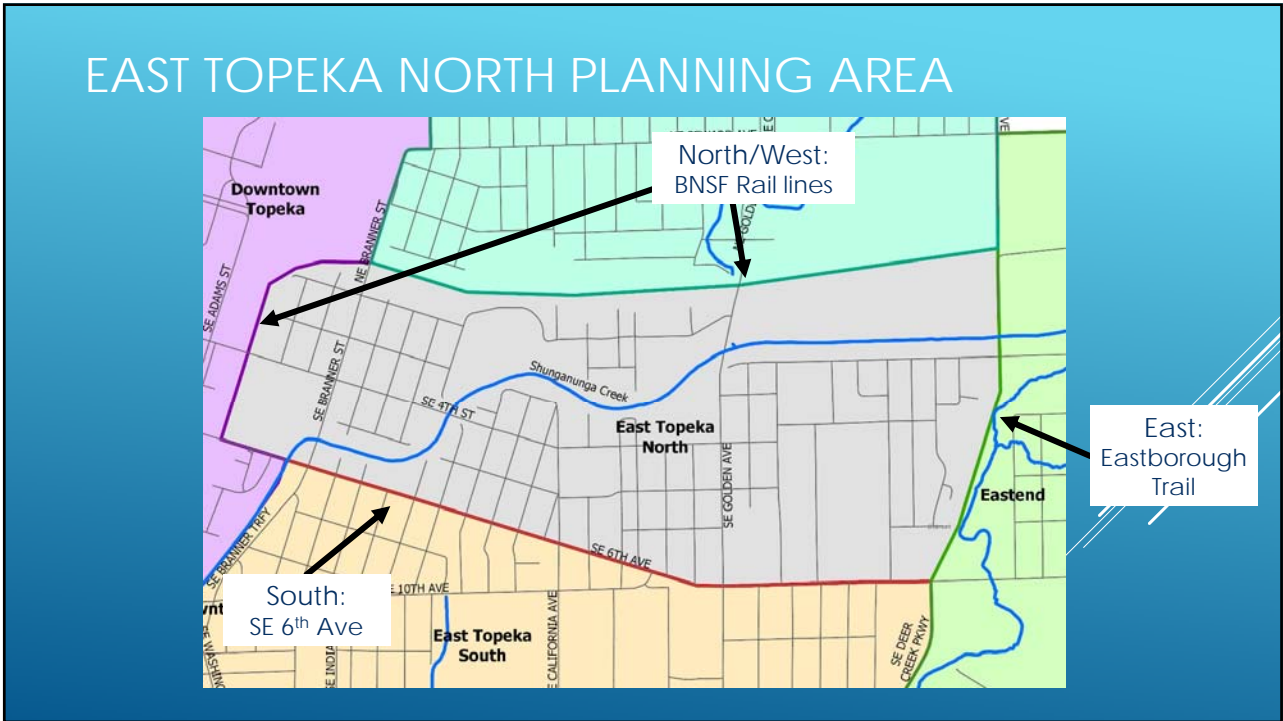 EAST TOPEKA NORTH PLANNING AREA
North/West:
BNSF Rail lines
Downtown
Topeka
NE BRANNER ST
SE ADAMS ST
SE BRANNER ST
Shunganunga Creek
SE 4TH ST
East Topeka
North
SE GOLDEN AVE
East:
Eastborough
Trail
Eastend
SE BRANNER TRFY
SE 6TH AVE
South:
SE 6th Ave
E 10TH AVE
East Topeka
South
E CALIFORNIA AVE
SE DEER
CREEK PKWY